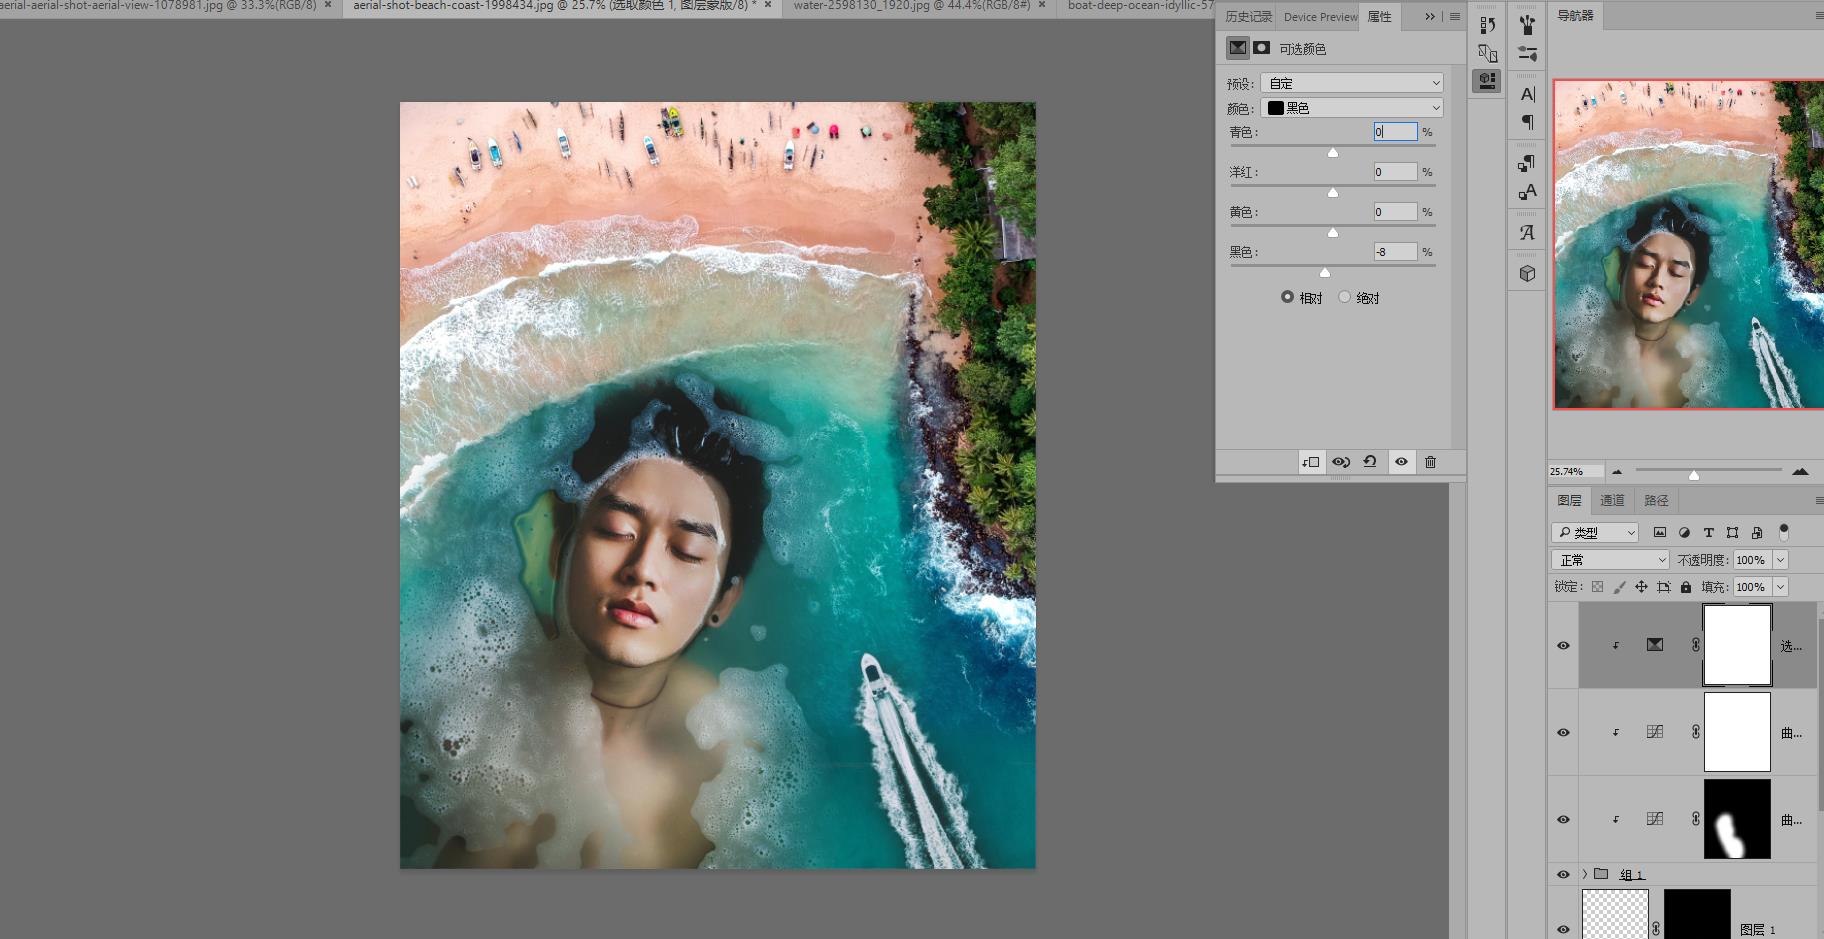 aerial-aerial-shot-aerial-view-1078981.jpg @ 33.3%(RGB/8) ×
aerial-shot-beach-coast-1998434.jpg @ 25.7% (选取颜色 1, 图层蒙版/8) * ×
water-2598130_1920.jpg @ 44.4%(RGB/8#) ×
boat-deep-ocean-idyllic-57
历史记录 Device Preview 属性
可选颜色
预设: 自定
颜色: 黑色
青色: 0 %
洋红: 0 %
黄色: 0 %
黑色: -8 %
相对 绝对
导航器
25.74%
图层 通道 路径
类型
正常 不透明度: 100%
锁定: 填充: 100%
选...
曲...
曲...
组 1
图层 1